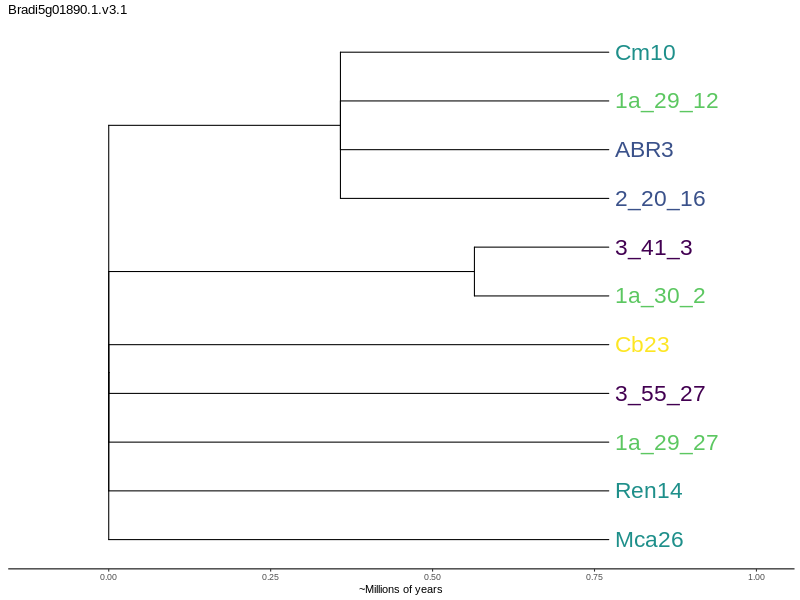 Bradi5g01890.1.v3.1
Cm10
1a_29_12
ABR3
2_20_16
3_41_3
1a_30_2
Cb23
3_55_27
1a_29_27
Ren14
Mca26
0.00 0.25 0.50 0.75 1.00
~Millions of years